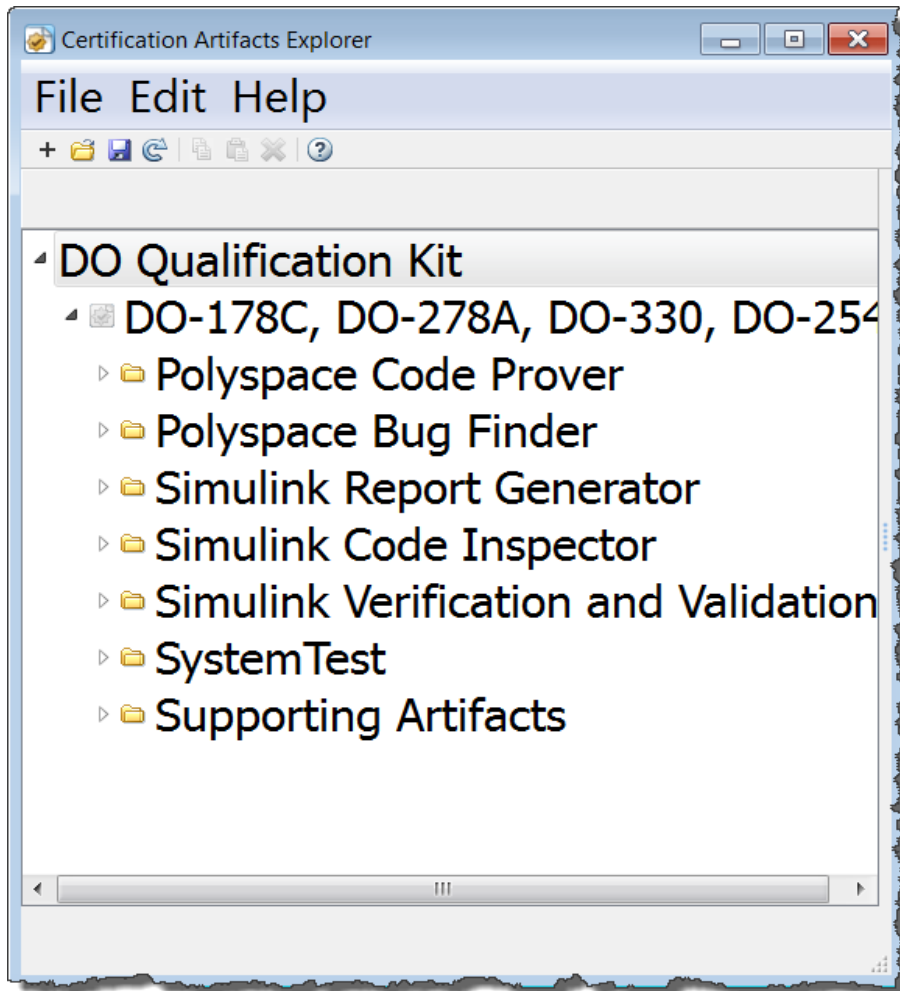 Certification Artifacts Explorer
File Edit Help
DO Qualification Kit
DO-178C, DO-278A, DO-330, DO-254
Polyspace Code Prover
Polyspace Bug Finder
Simulink Report Generator
Simulink Code Inspector
Simulink Verification and Validation
SystemTest
Supporting Artifacts